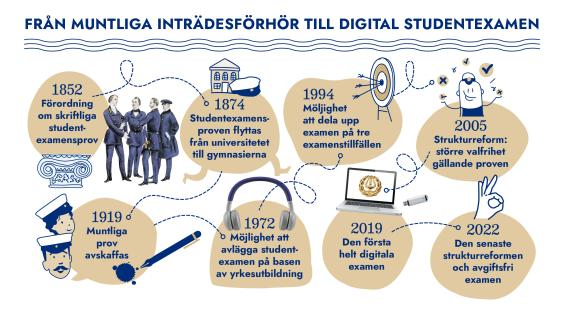 FRÅN MUNTLIGA INTRÄDESFÖRHÖR TILL DIGITAL STUDENTEXAMEN
1852
Förordning
om skriftliga
student-
examensprov
1874
Studentexamens-
proven flyttas
från universitetet
till gymnasierna
1994
Möjlighet
att dela upp
examen på tre
examenstillfällen
2005
Strukturreform:
större valfrihet
gällande proven
1919
Muntliga
prov
avskaffas
1972
Möjlighet att
avlägga student-
examen på basen
av yrkesutbildning
2019
Den första
helt digitala
examen
2022
Den senaste
strukturreformen
och avgiftsfri
examen